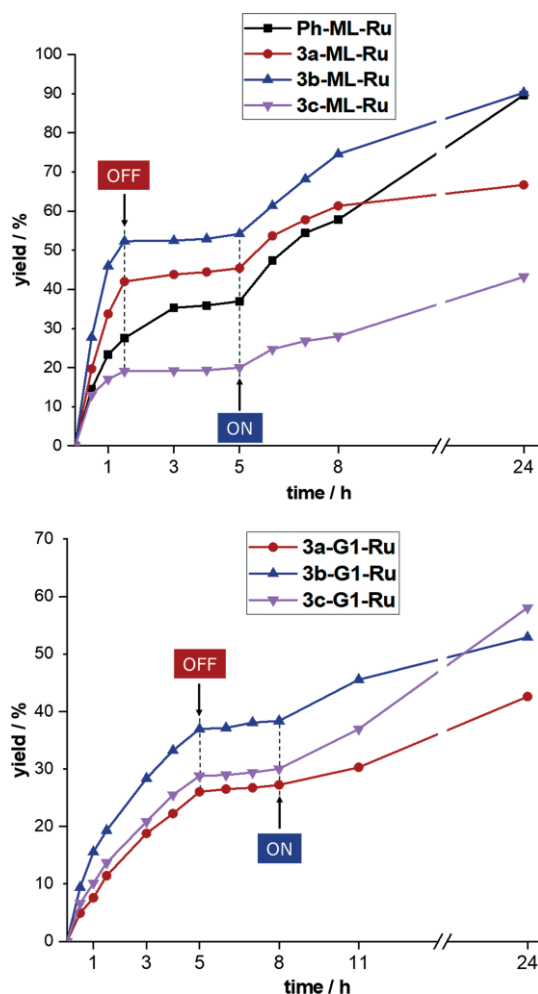 Ph-ML-Ru
3a-ML-Ru
3b-ML-Ru
3c-ML-Ru
100
90
80
70
60
50
40
30
20
10
0
yield / %
OFF
ON
1 3 5 8 24
time / h
3a-G1-Ru
3b-G1-Ru
3c-G1-Ru
70
60
50
40
30
20
10
0
yield / %
OFF
ON
1 3 5 8 11 24
time / h